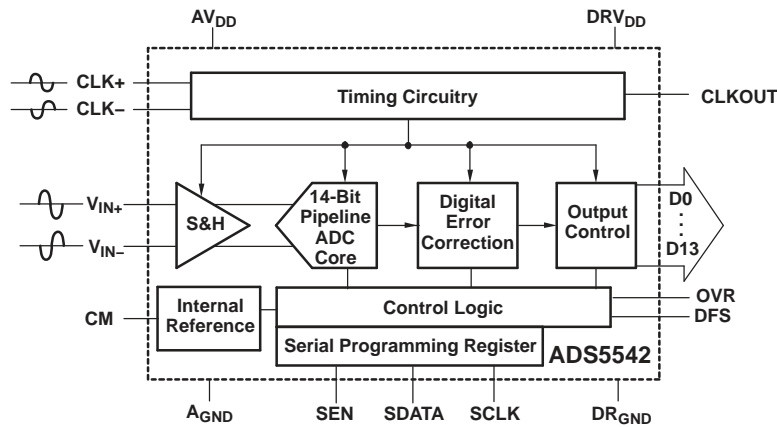 AVDD
DRVDD
CLK+
CLK–
Timing Circuitry
CLKOUT
VIN+
VIN–
S&H
14-Bit
Pipeline
ADC
Core
Digital
Error
Correction
Output
Control
D0
D13
CM
Internal
Reference
Control Logic
OVR
DFS
Serial Programming Register
ADS5542
AGND
SEN
SDATA
SCLK
DRGND